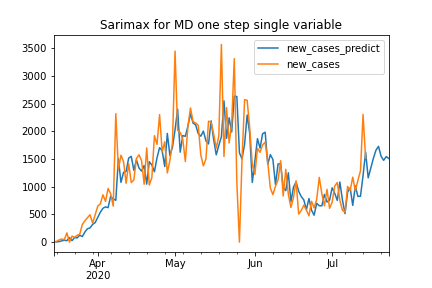 Sarimax for MD one step single variable
new_cases_predict
new_cases
3500
3000
2500
2000
1500
1000
500
0
Apr
2020
May
Jun
Jul